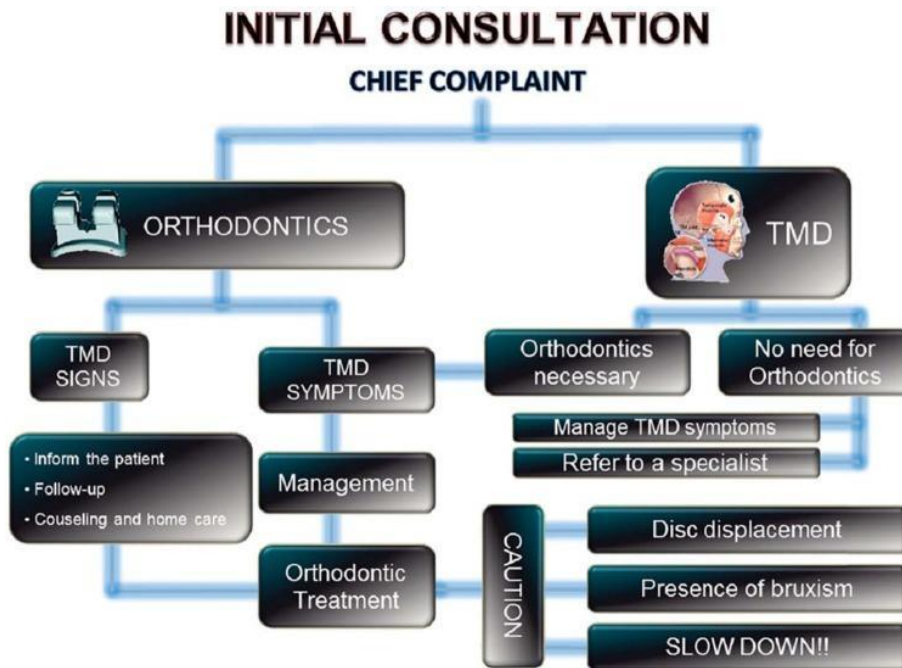 INITIAL CONSULTATION
CHIEF COMPLAINT
ORTHODONTICS
TMD
TMD
SIGNS
TMD
SYMPTOMS
Orthodontics
necessary
No need for
Orthodontics
Manage TMD symptoms
Refer to a specialist
• Inform the patient
• Follow-up
• Couseling and home care
Management
Orthodontic
Treatment
CAUTION
Disc displacement
Presence of bruxism
SLOW DOWN!!